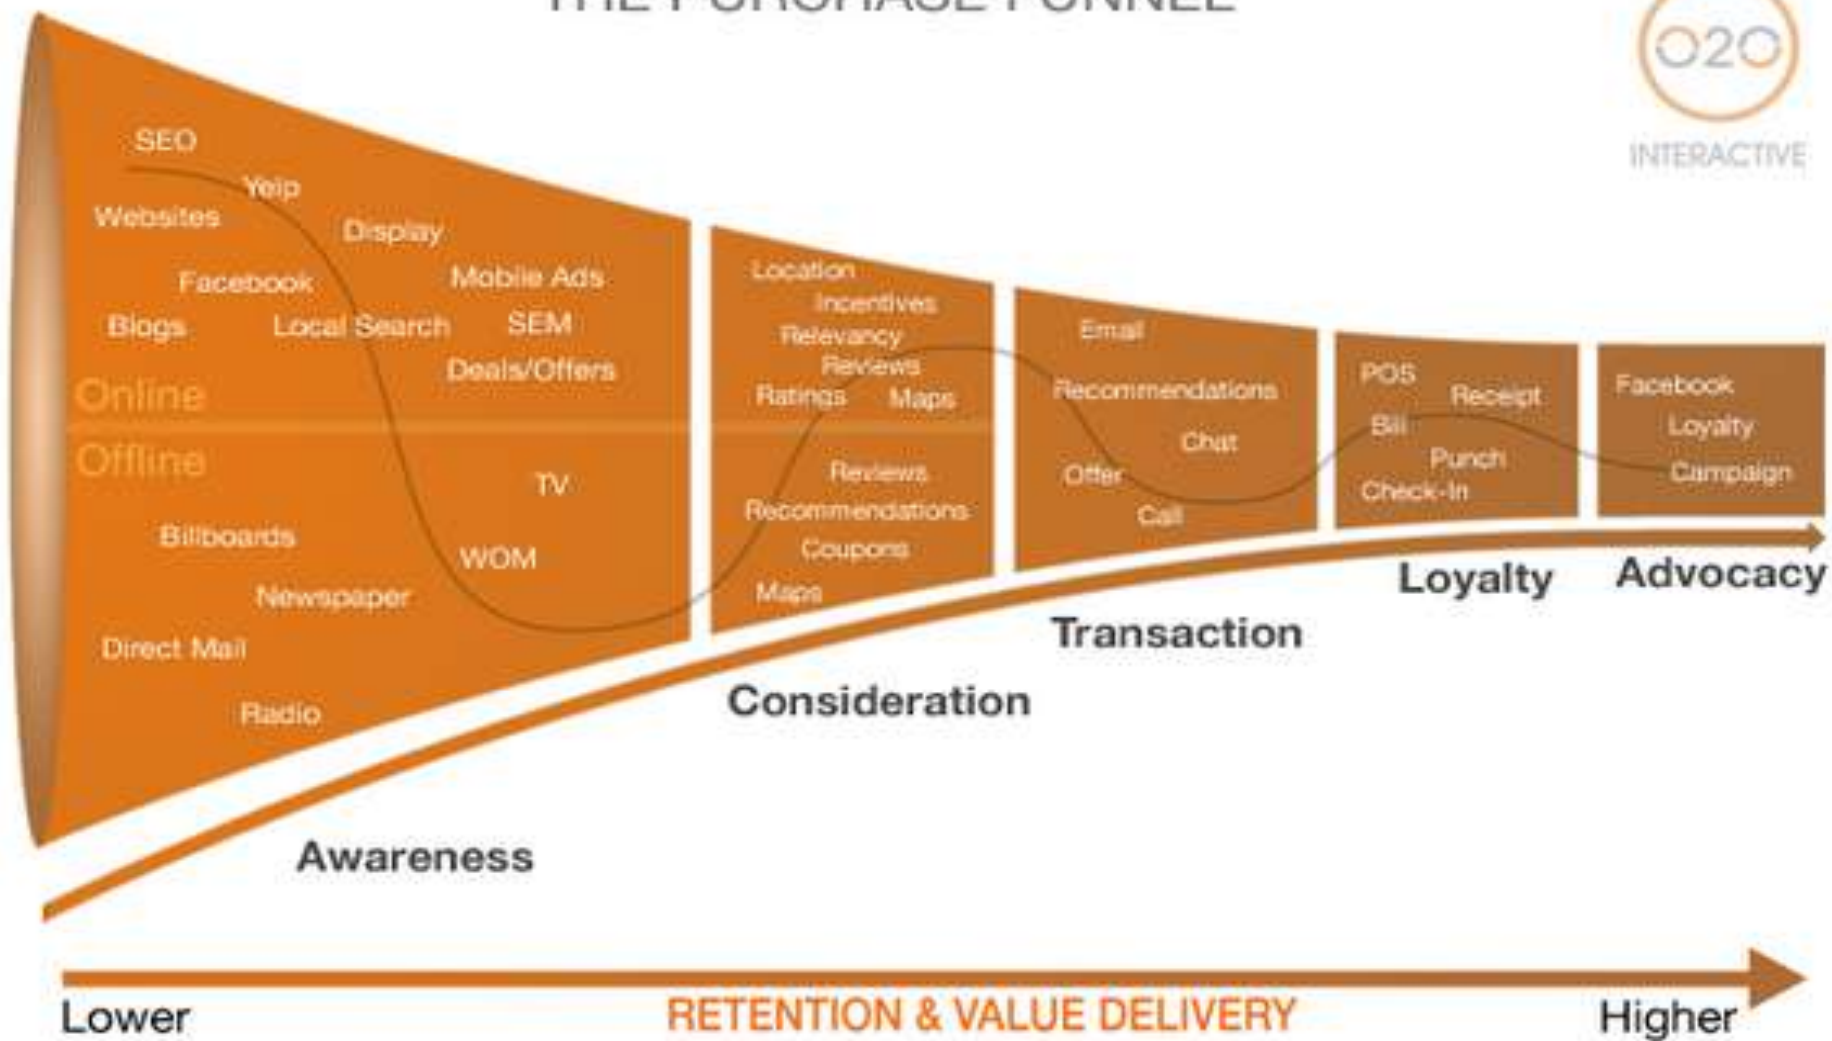 THE PURCHASE FUNNEL
O2O
INTERACTIVE
SEO
Yelp
Websites
Display
Facebook
Mobile Ads
Blogs
Local Search
SEM
Deals/Offers
Online
Offline
TV
Billboards
WOM
Newspaper
Direct Mail
Radio
Location
Incentives
Relevancy
Reviews
Ratings
Maps
Reviews
Recommendations
Coupons
Maps
Email
Recommendations
Chat
Offer
Call
POS
Receipt
Bill
Punch
Check-In
Facebook
Loyalty
Campaign
Awareness
Consideration
Transaction
Loyalty
Advocacy
Lower
RETENTION & VALUE DELIVERY
Higher